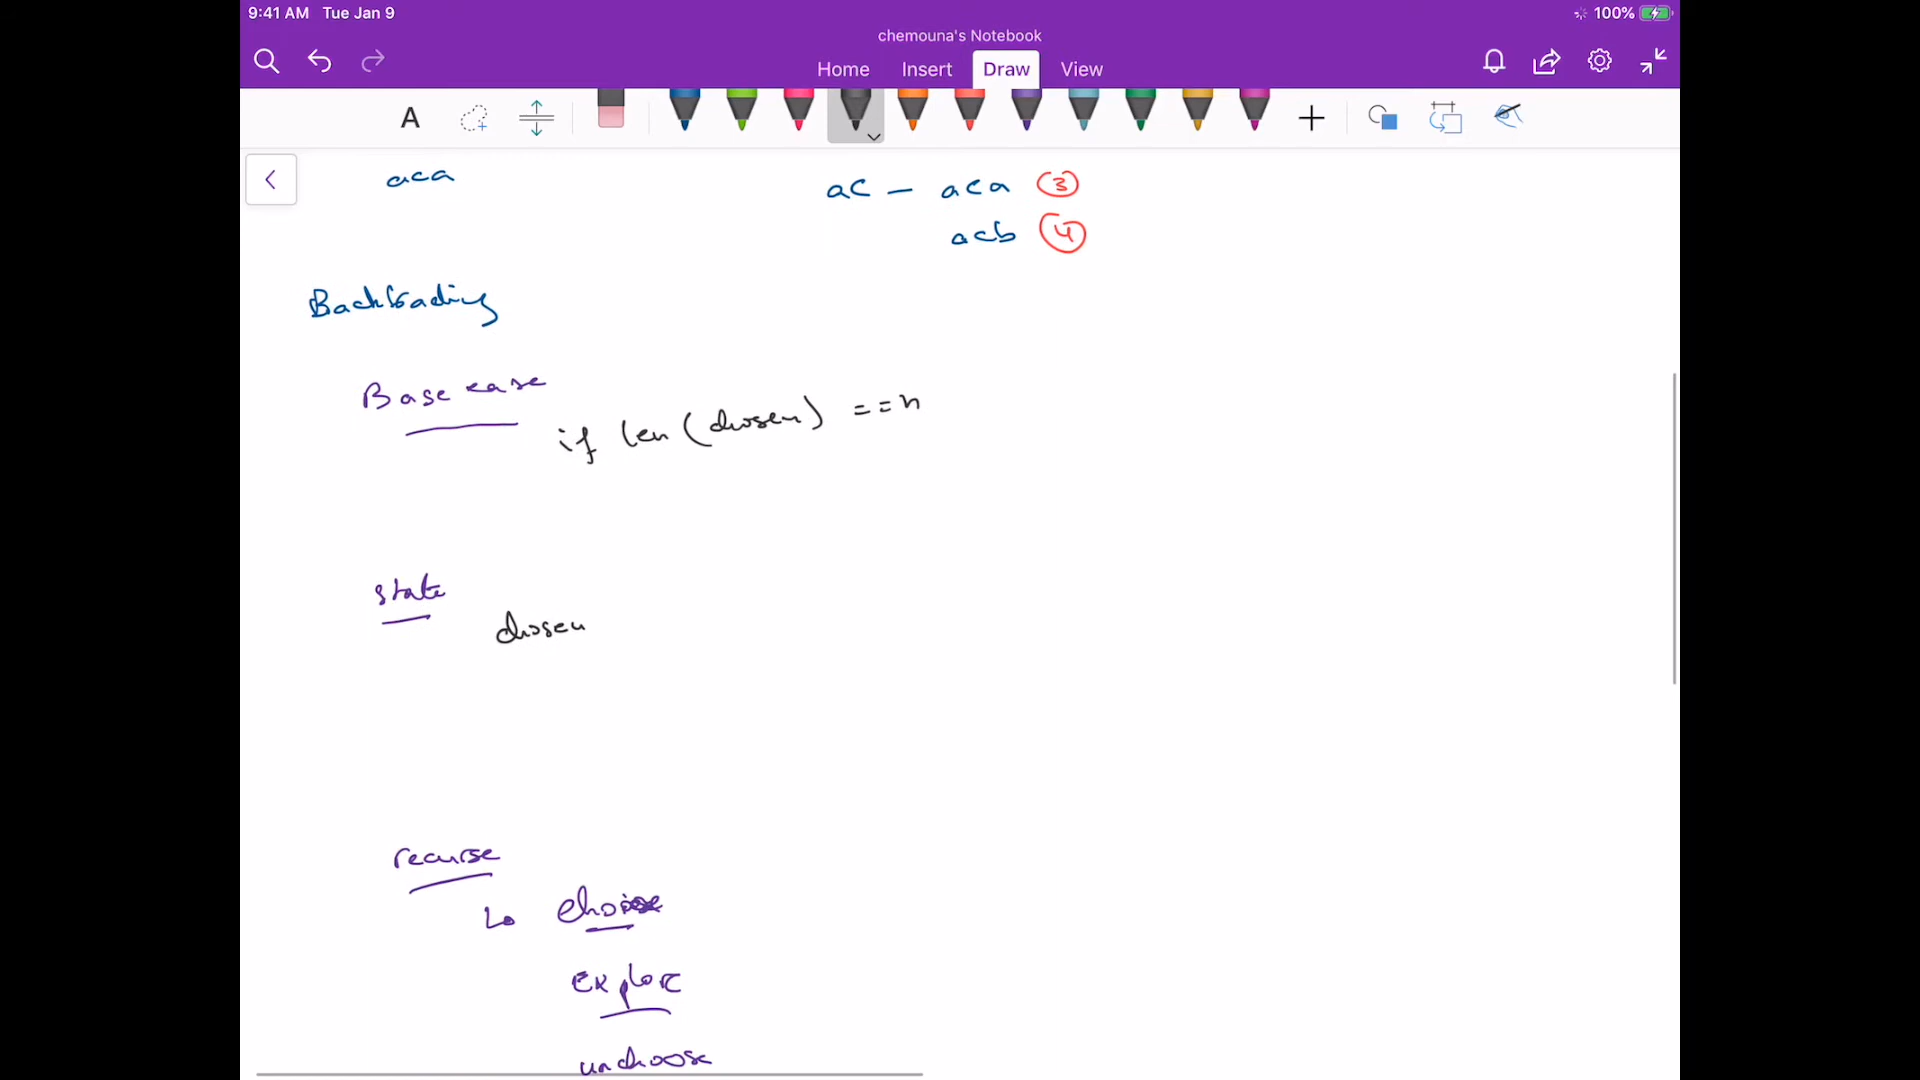 9:41 AM Tue Jan 9
100%
chemouna's Notebook
Home Insert Draw View
A
aca
ac – aca 3
acb 4
Backtracking
Base case
if len (chosen) == n
state
chosen
recurse
explore
unchoose